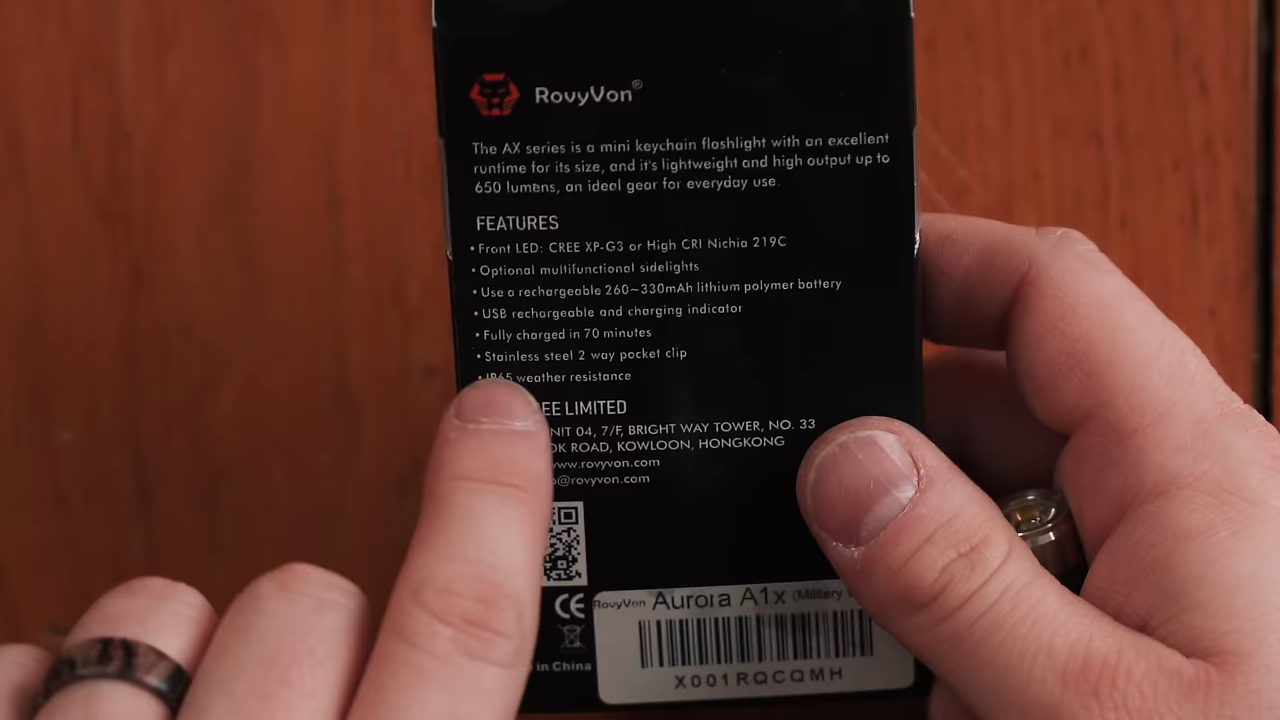 RovyVon®
The AX series is a mini keychain flashlight with an excellent
runtime for its size, and it's lightweight and high output up to
650 lumens, an ideal gear for everyday use.
FEATURES
• Front LED: CREE XP-G3 or High CRI Nichia 219C
• Optional multifunctional sidelights
• Use a rechargeable 260~330mAh lithium polymer battery
• USB rechargeable and charging indicator
• Fully charged in 70 minutes
• Stainless steel 2 way pocket clip
• IP65 weather resistance
LIMITED
04, 7/F, BRIGHT WAY TOWER, NO. 33
ROAD, KOWLOON, HONGKONG
www.rovyvon.com
@rovyvon.com
CE
RovyVon Aurora A1x (Military
X001RQCQMH
in China